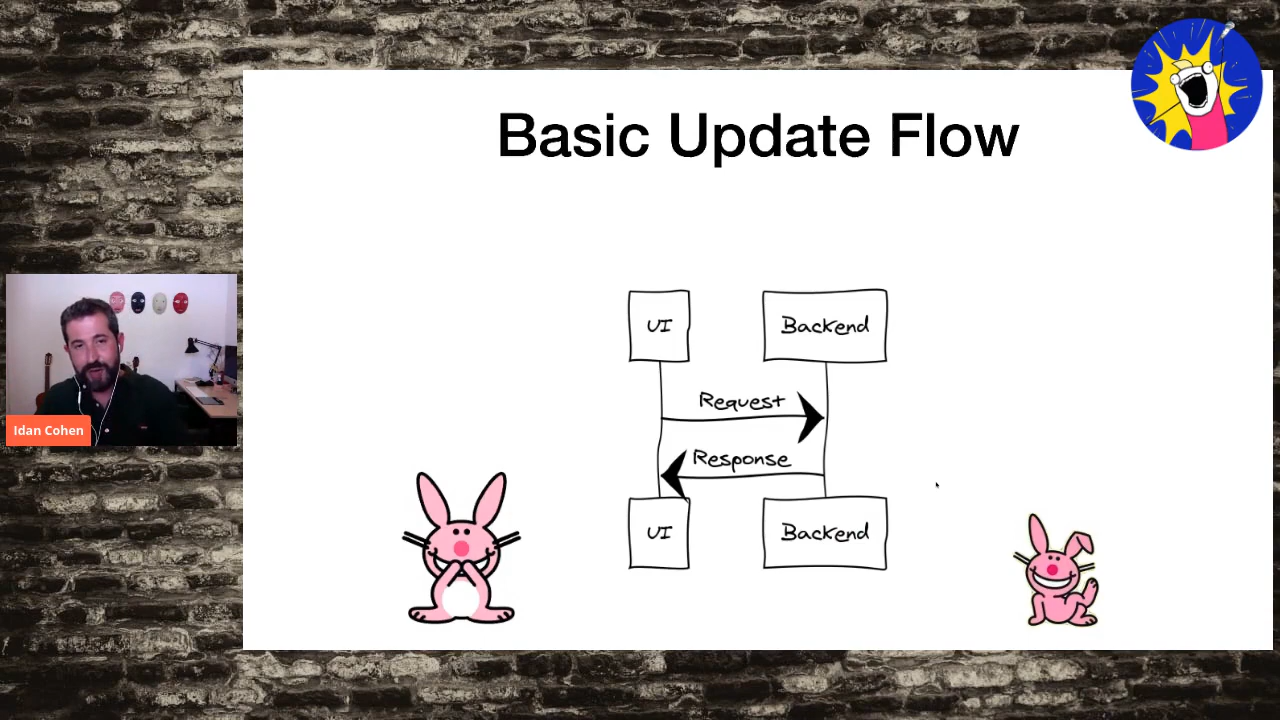 Basic Update Flow
UI
Backend
Request
Response
UI
Backend
Idan Cohen